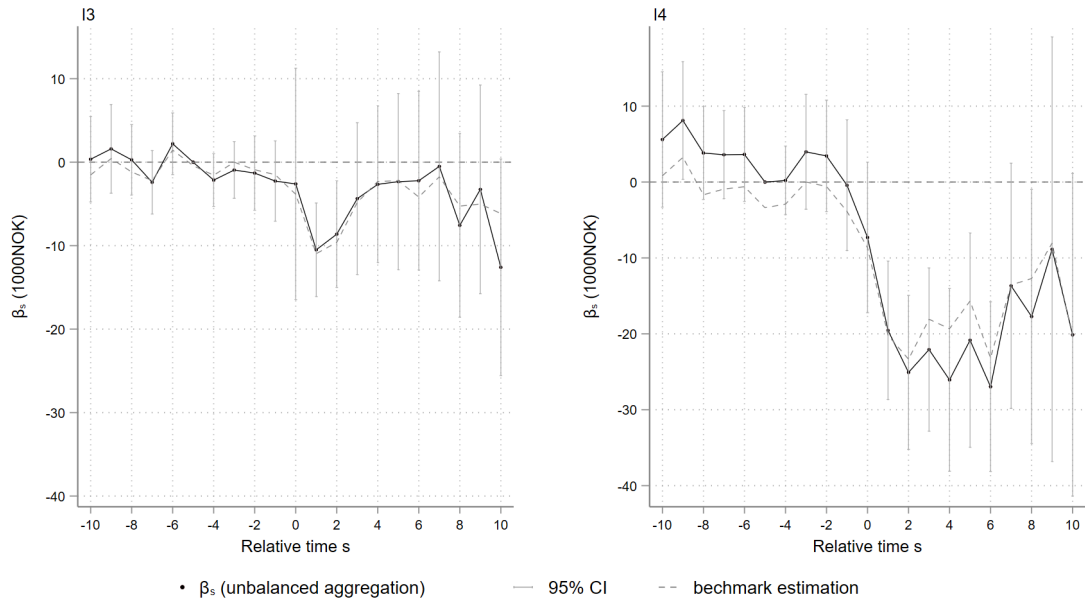 I3
10
0
-10
-20
-30
-40
βs (1000NOK)
-10 -8 -6 -4 -2 0 2 4 6 8 10
Relative time s
I4
10
0
-10
-20
-30
-40
βs (1000NOK)
-10 -8 -6 -4 -2 0 2 4 6 8 10
Relative time s
βs (unbalanced aggregation) 95% CI bechmark estimation